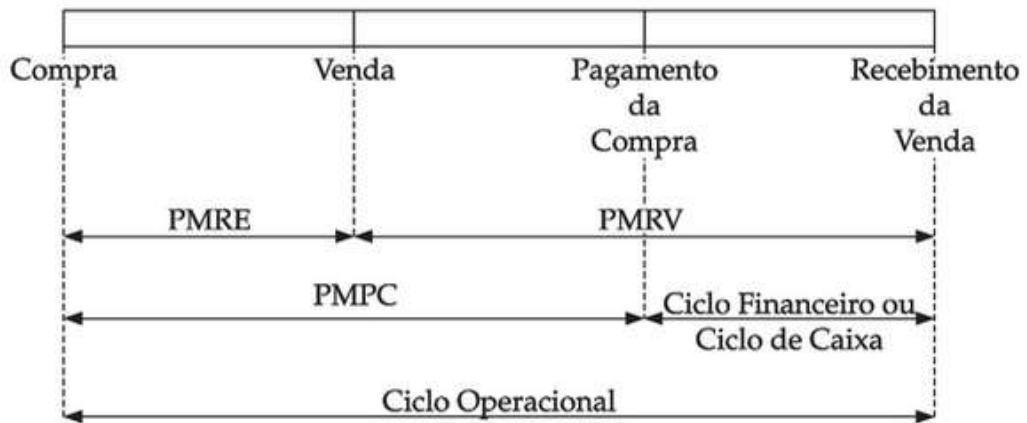 Compra
Venda
Pagamento
da
Compra
Recebimento
da
Venda
PMRE
PMRV
PMPC
Ciclo Financeiro ou
Ciclo de Caixa
Ciclo Operacional